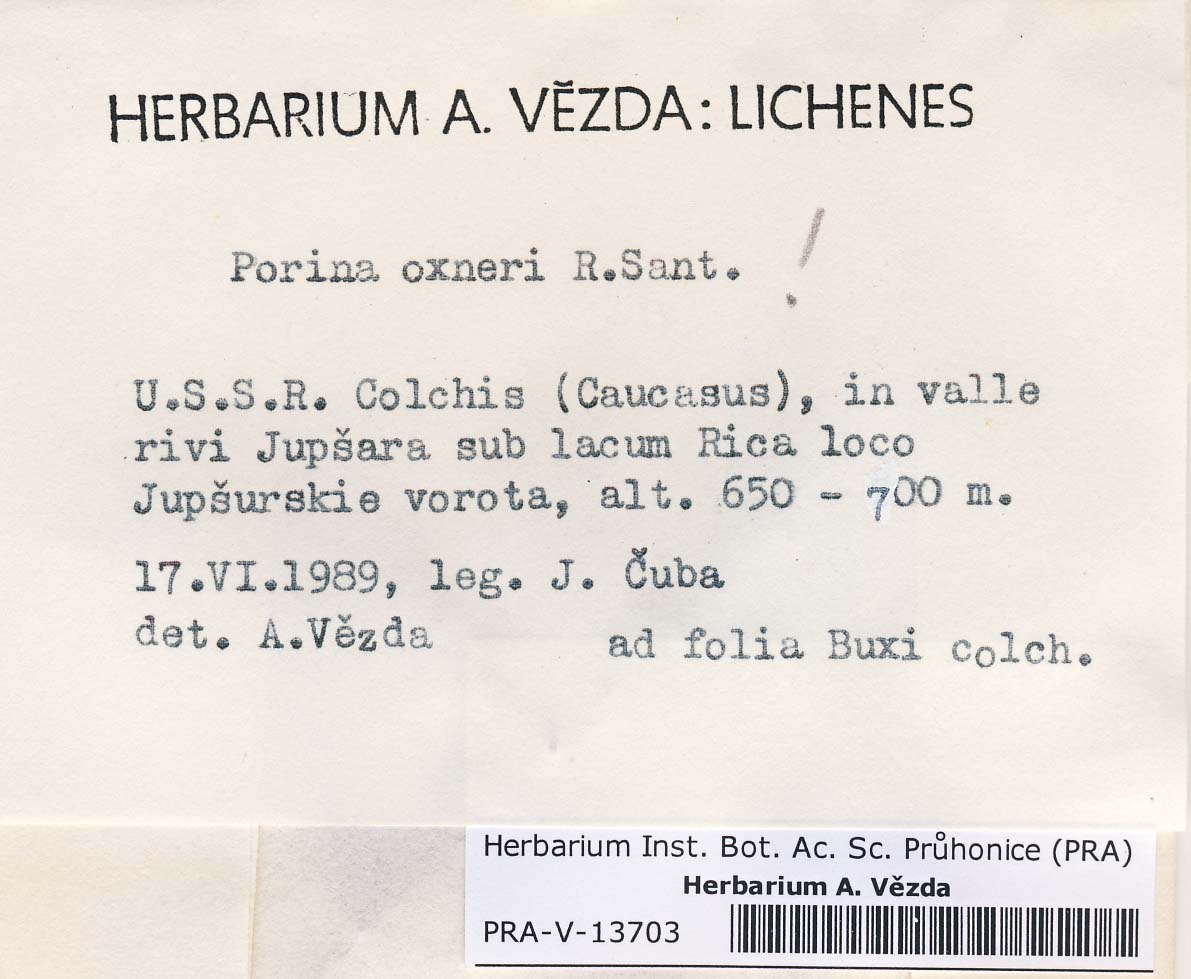 HERBARIUM A. VĚZDA: LICHENES
Porina oxneri R.Sant. !
U.S.S.R. Colchis (Caucasus), in valle
rivi Jupšara sub lacum Rica loco
Jupšurskie vorota, alt. 650 - 700 m.
17.VI.1989, leg. J. Čuba
det. A.Vězda ad folia Buxi colch.
Herbarium Inst. Bot. Ac. Sc. Průhonice (PRA)
Herbarium A. Vězda
PRA-V-13703